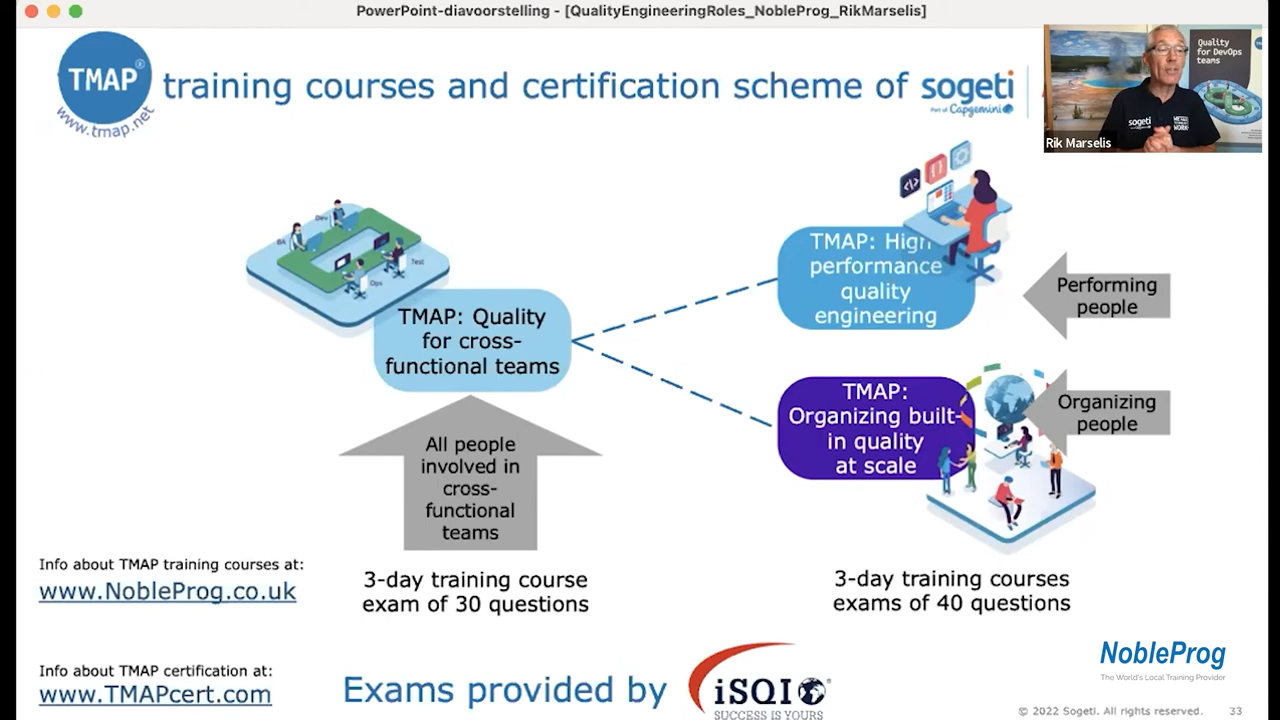 PowerPoint-diavoorstelling - [QualityEngineeringRoles_NobleProg_RikMarselis]
TMAP®
www.tmap.net
training courses and certification scheme of
sogeti
Part of Capgemini
Quality
for DevOps
teams
sogeti
Rik Marselis
Dev
BA
Test
Ops
TMAP: Quality
for cross-
functional teams
TMAP: High
performance
quality
engineering
Performing
people
TMAP:
Organizing built-
in quality
at scale
Organizing
people
All people
involved in
cross-
functional
teams
3-day training course
exam of 30 questions
3-day training courses
exams of 40 questions
Info about TMAP training courses at:
www.NobleProg.co.uk
Info about TMAP certification at:
www.TMAPcert.com
Exams provided by
iSQI®
SUCCESS IS YOURS
NobleProg
The World's Local Training Provider
© 2022 Sogeti. All rights reserved.
33